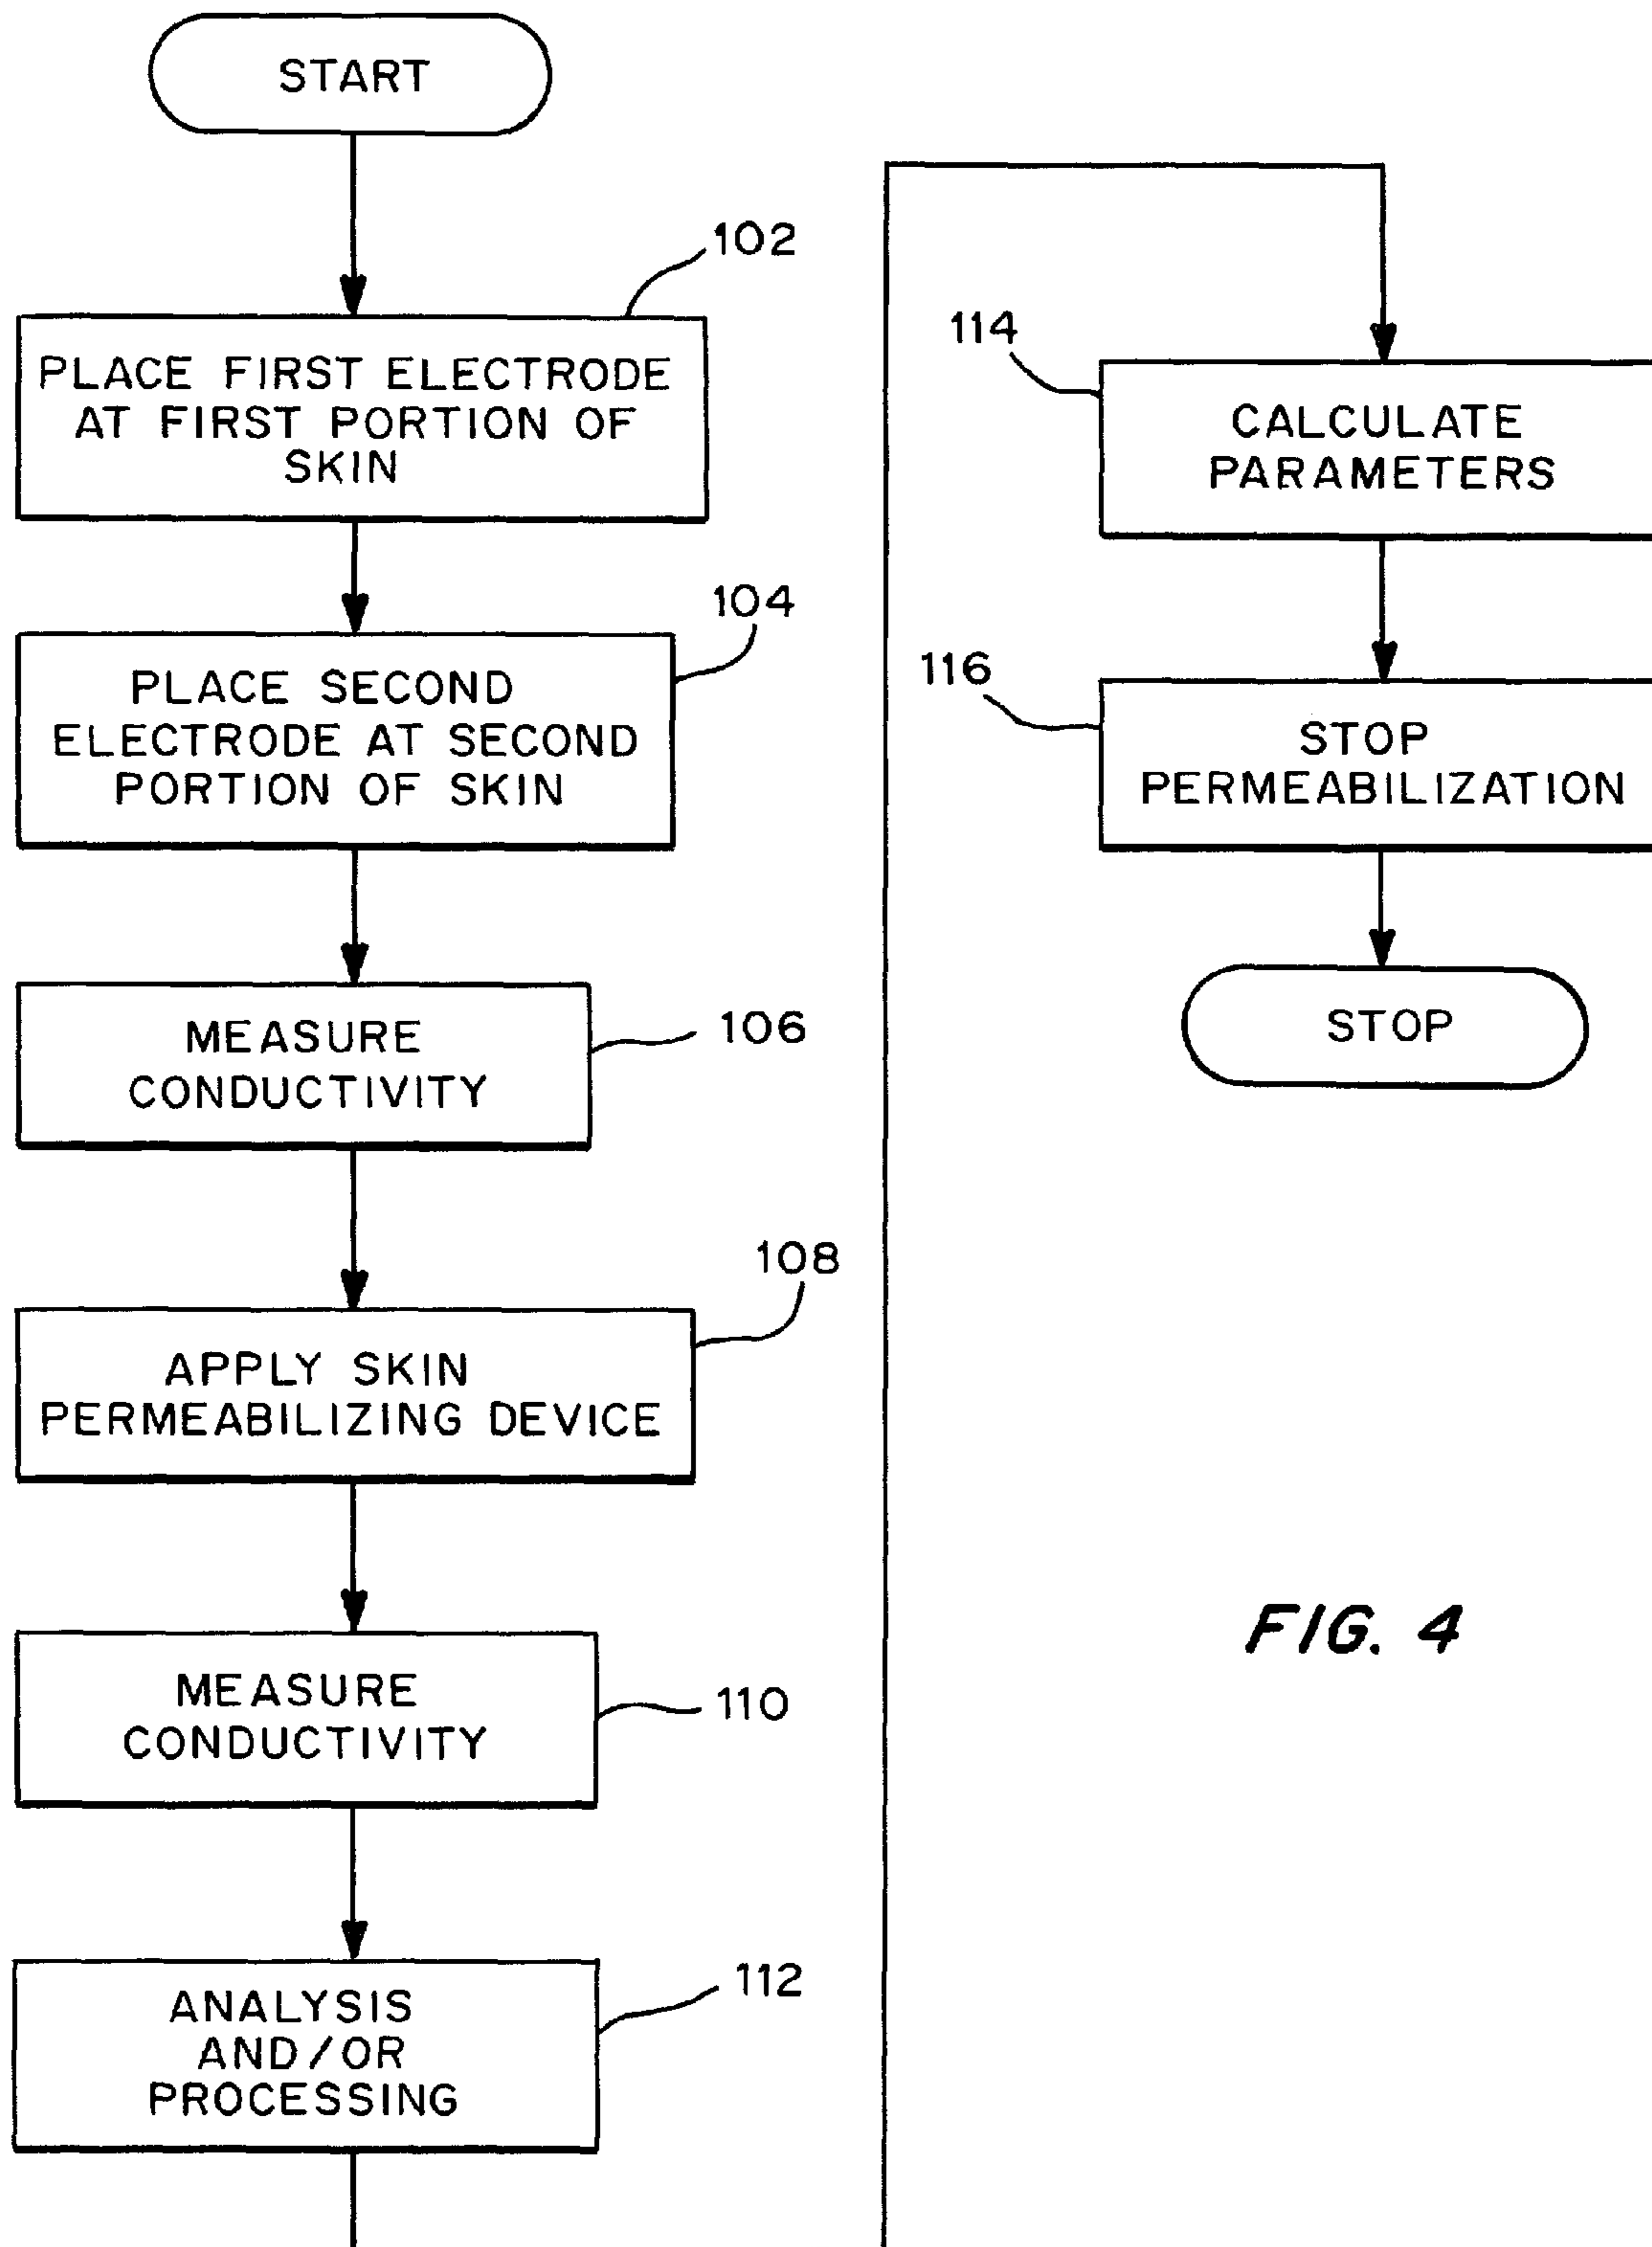 START
102
PLACE FIRST ELECTRODE
AT FIRST PORTION OF
SKIN
104
PLACE SECOND
ELECTRODE AT SECOND
PORTION OF SKIN
106
MEASURE
CONDUCTIVITY
108
APPLY SKIN
PERMEABILIZING DEVICE
110
MEASURE
CONDUCTIVITY
112
ANALYSIS
AND/OR
PROCESSING
114
CALCULATE
PARAMETERS
116
STOP
PERMEABILIZATION
STOP
FIG. 4